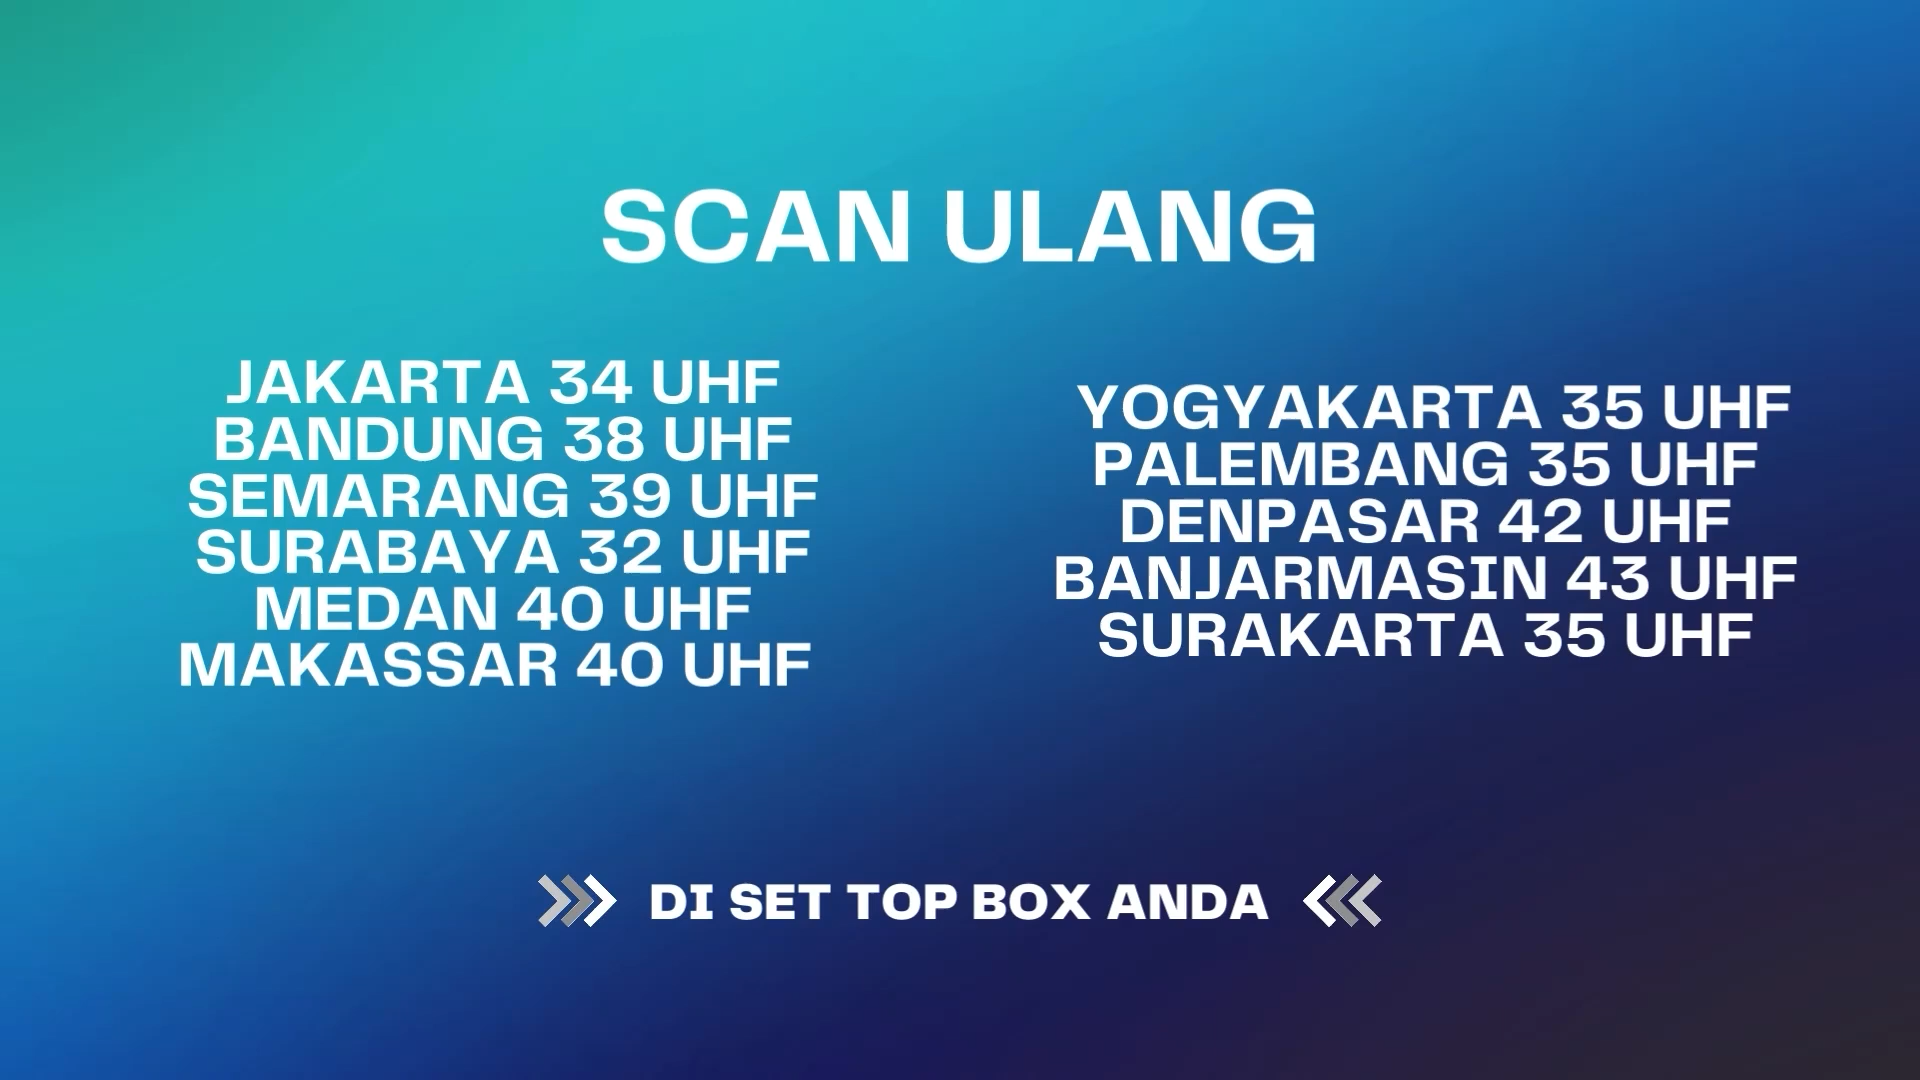 SCAN ULANG
JAKARTA 34 UHF
BANDUNG 38 UHF
SEMARANG 39 UHF
SURABAYA 32 UHF
MEDAN 40 UHF
MAKASSAR 40 UHF
YOGYAKARTA 35 UHF
PALEMBANG 35 UHF
DENPASAR 42 UHF
BANJARMASIN 43 UHF
SURAKARTA 35 UHF
DI SET TOP BOX ANDA